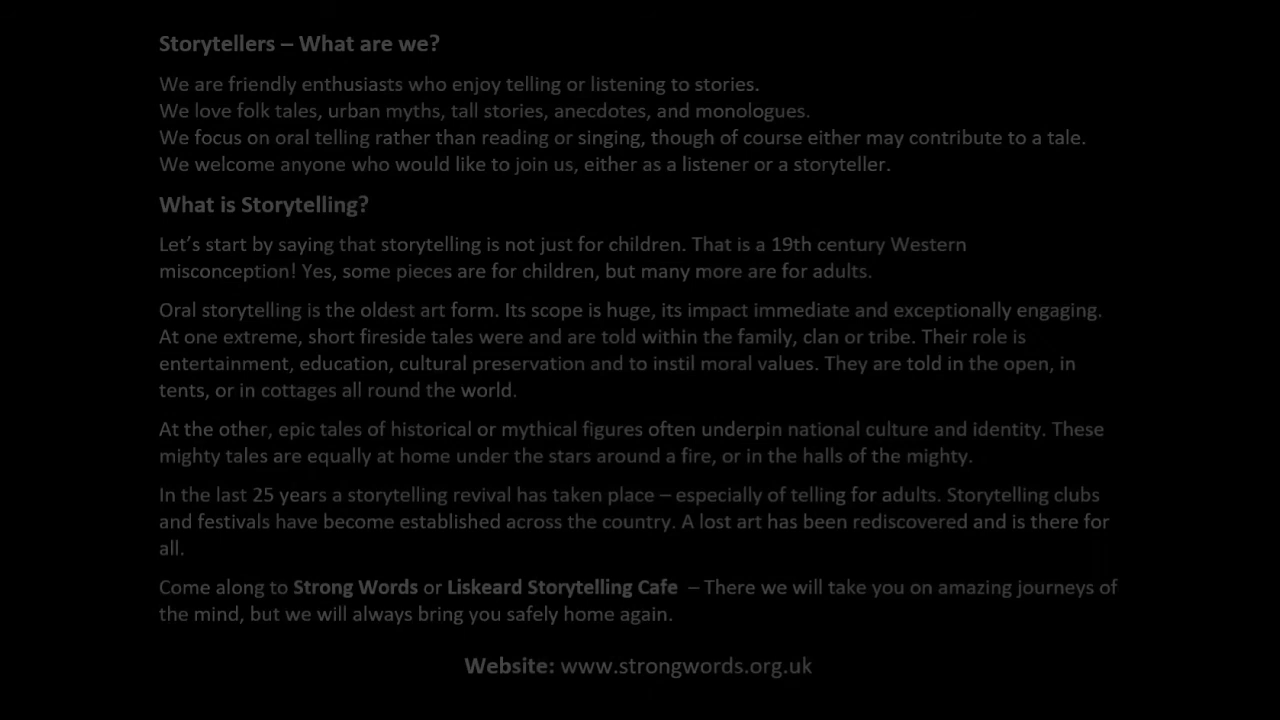 Storytellers – What are we?
We are friendly enthusiasts who enjoy telling or listening to stories.
We love folk tales, urban myths, tall stories, anecdotes, and monologues.
We focus on oral telling rather than reading or singing, though of course either may contribute to a tale.
We welcome anyone who would like to join us, either as a listener or a storyteller.
What is Storytelling?
Let’s start by saying that storytelling is not just for children. That is a 19th century Western
misconception! Yes, some pieces are for children, but many more are for adults.
Oral storytelling is the oldest art form. Its scope is huge, its impact immediate and exceptionally engaging.
At one extreme, short fireside tales were and are told within the family, clan or tribe. Their role is
entertainment, education, cultural preservation and to instil moral values. They are told in the open, in
tents, or in cottages all round the world.
At the other, epic tales of historical or mythical figures often underpin national culture and identity. These
mighty tales are equally at home under the stars around a fire, or in the halls of the mighty.
In the last 25 years a storytelling revival has taken place – especially of telling for adults. Storytelling clubs
and festivals have become established across the country. A lost art has been rediscovered and is there for
all.
Come along to Strong Words or Liskeard Storytelling Cafe – There we will take you on amazing journeys of
the mind, but we will always bring you safely home again.
Website: www.strongwords.org.uk